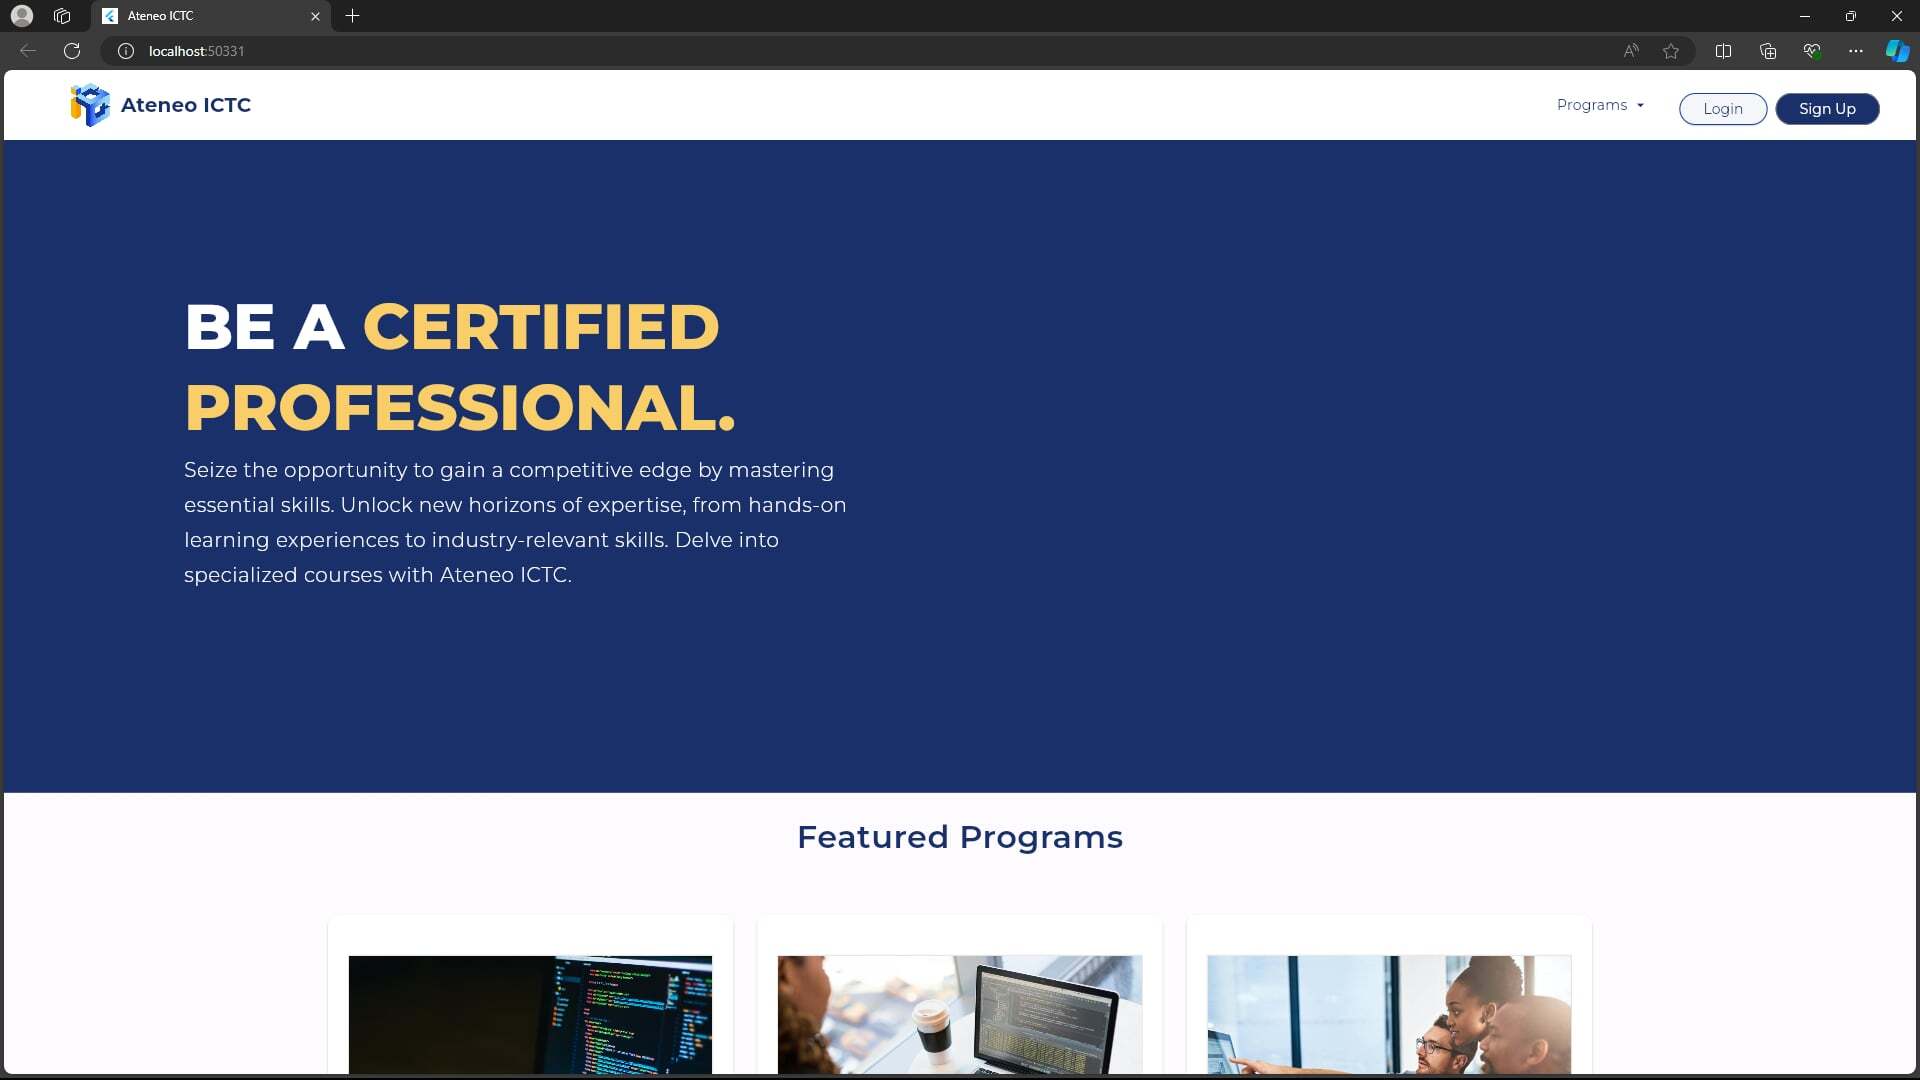 Ateneo ICTC
localhost:50331
Ateneo ICTC
Programs
Login
Sign Up
BE A CERTIFIED
PROFESSIONAL.
Seize the opportunity to gain a competitive edge by mastering
essential skills. Unlock new horizons of expertise, from hands-on
learning experiences to industry-relevant skills. Delve into
specialized courses with Ateneo ICTC.
Featured Programs